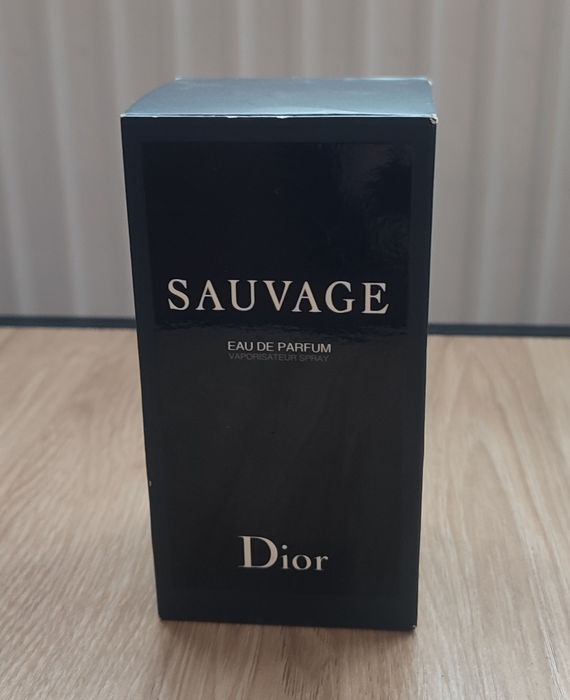 SAUVAGE
EAU DE PARFUM
VAPORISATEUR SPRAY
Dior